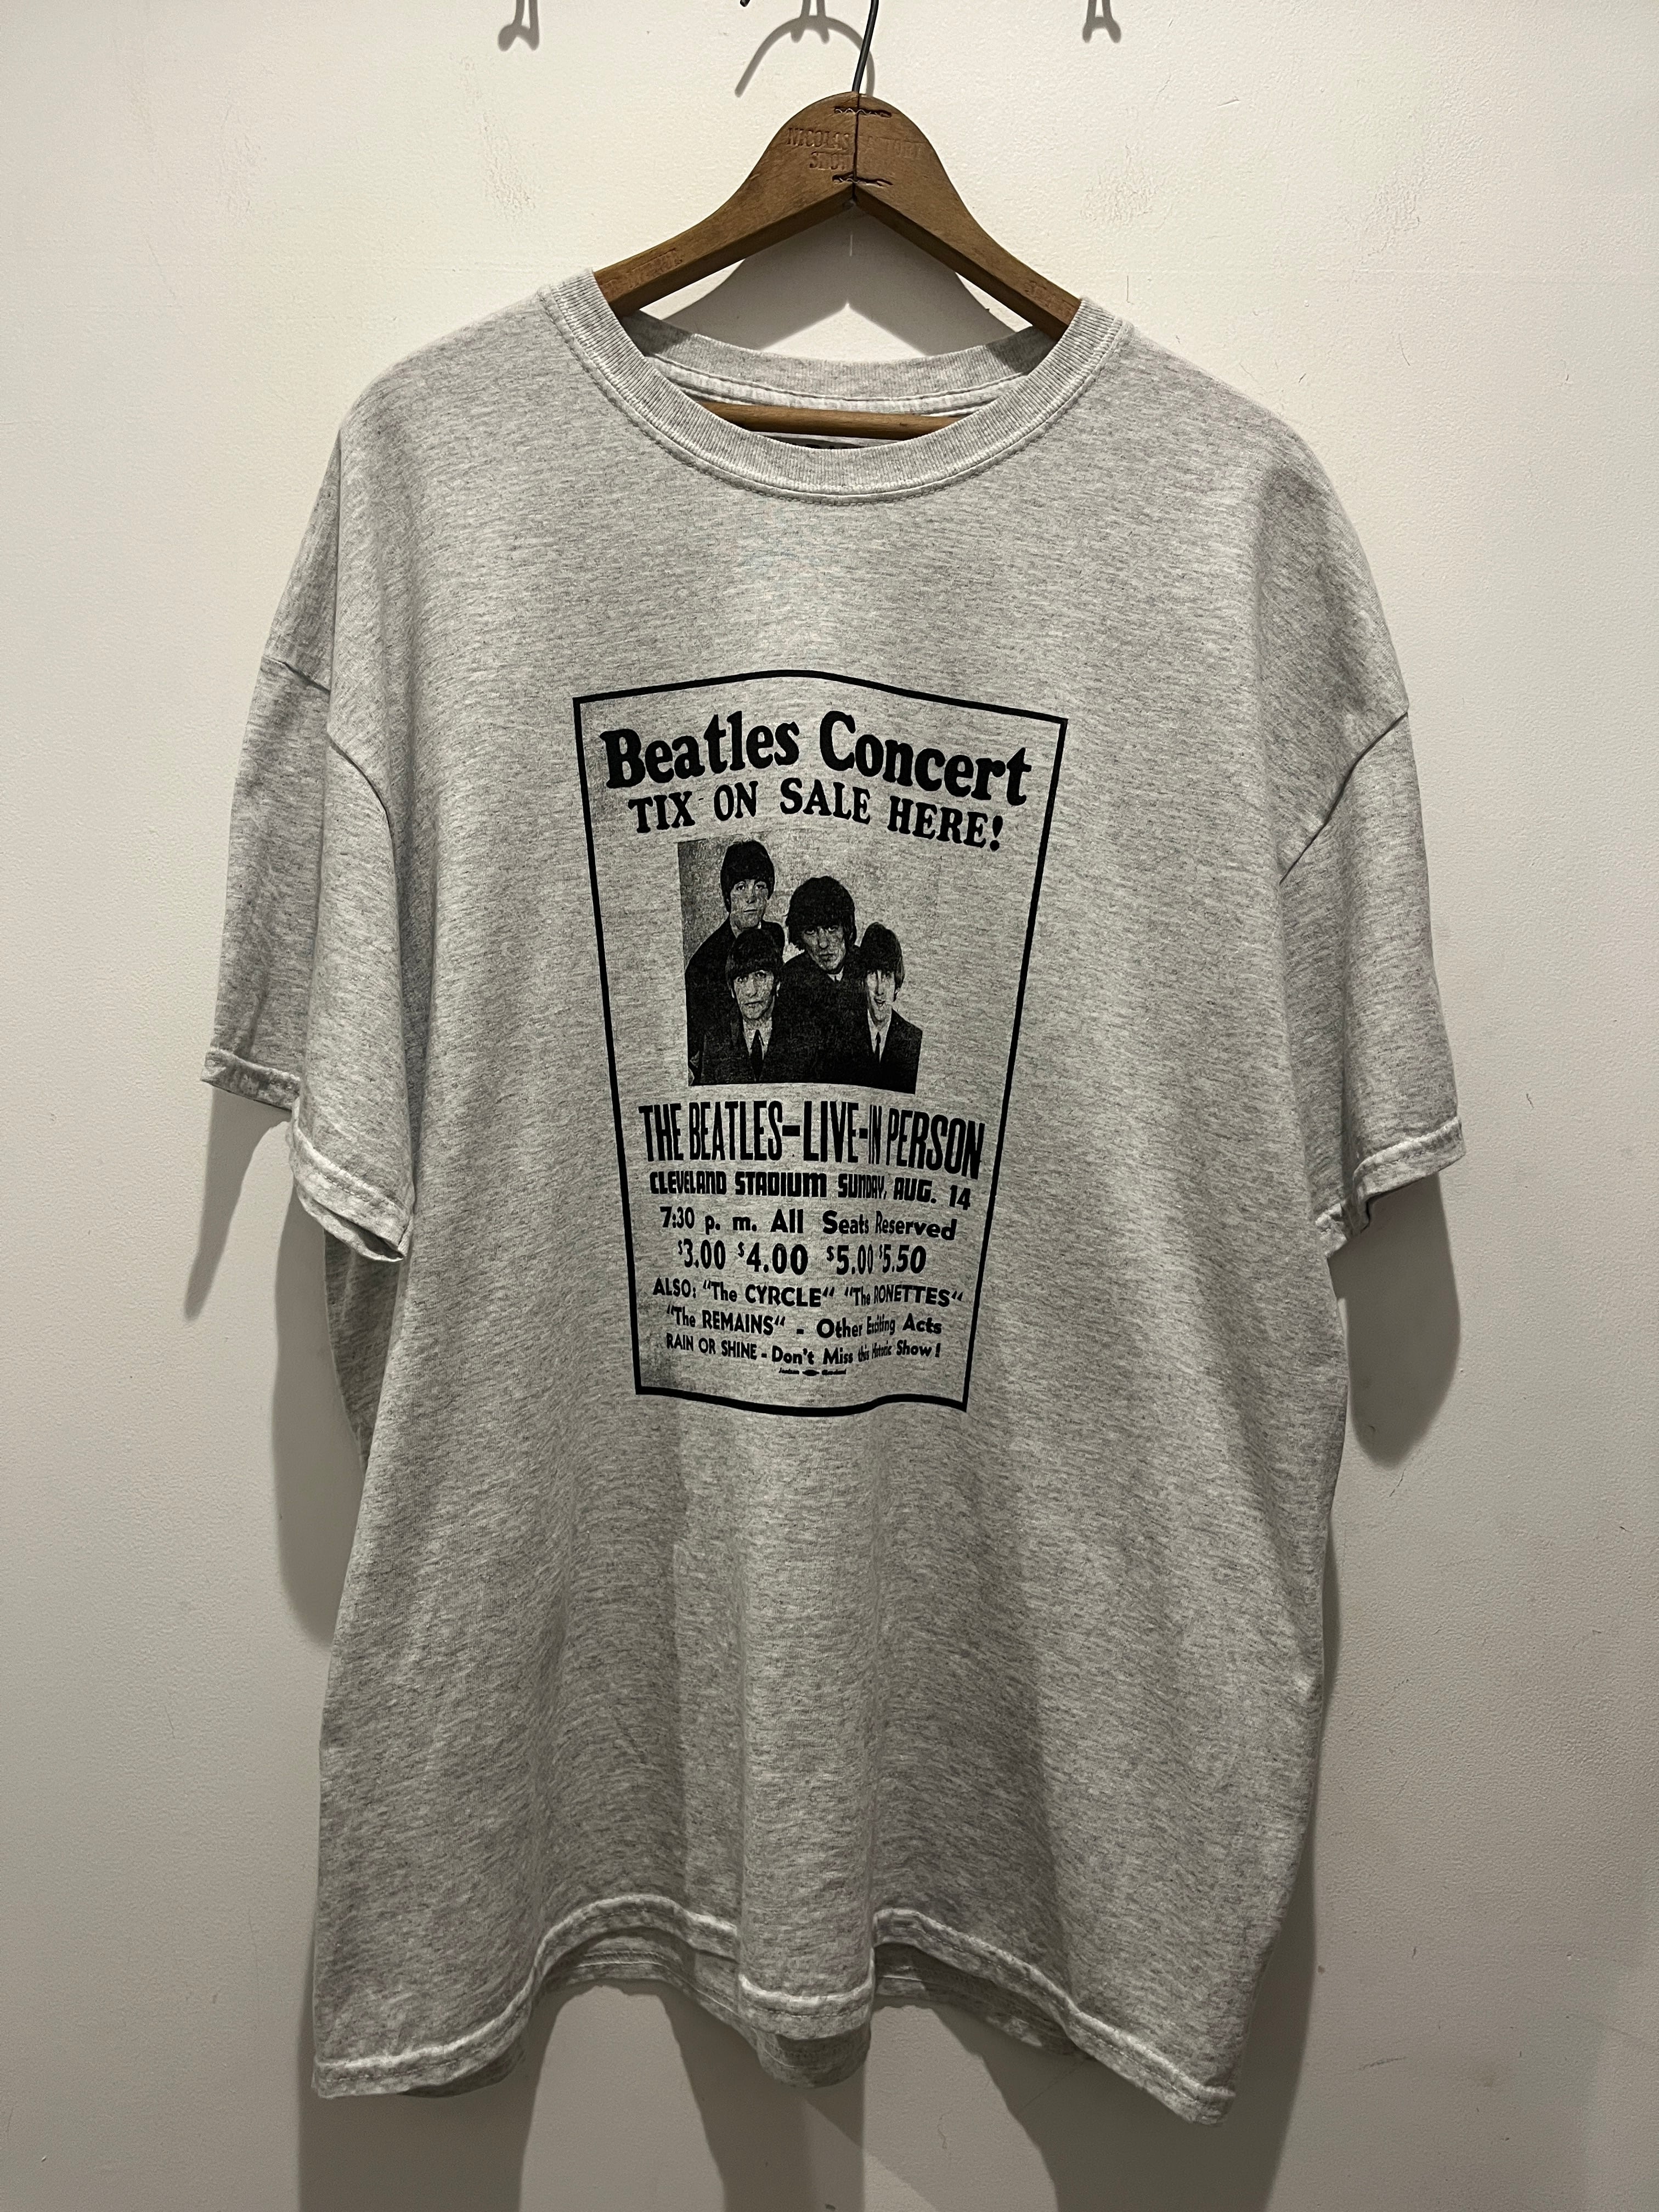 NICOLAS
Beatles Concert
TIX ON SALE HERE!
THE BEATLES-LIVE-IN PERSON
CLEVELAND STADIUM SUNDAY, AUG. 14
7:30 p. m. All Seats Reserved
$3.00 $4.00 $5.00 $5.50
ALSO: "The CYRCLE" "The RONETTES"
"The REMAINS" - Other Exciting Acts
RAIN OR SHINE - Don't Miss this Historic Show!